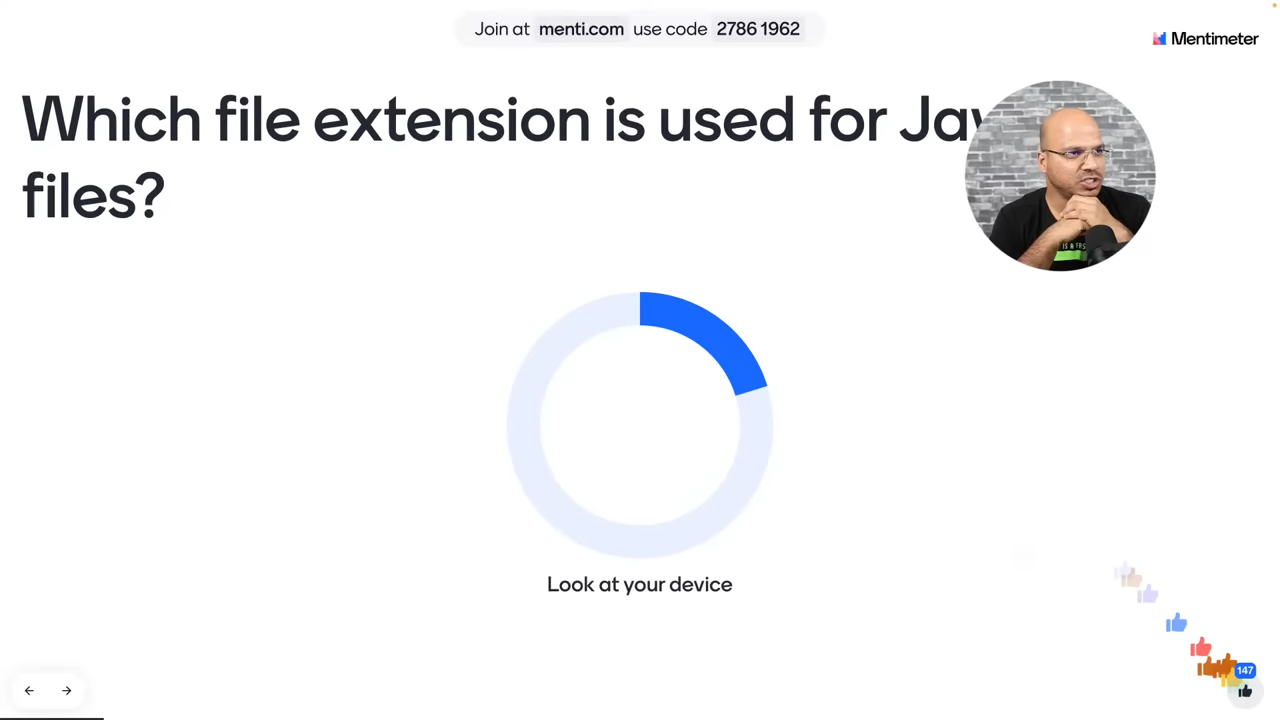 Join at menti.com use code 2786 1962
Mentimeter
Which file extension is used for
files?
Look at your device
147